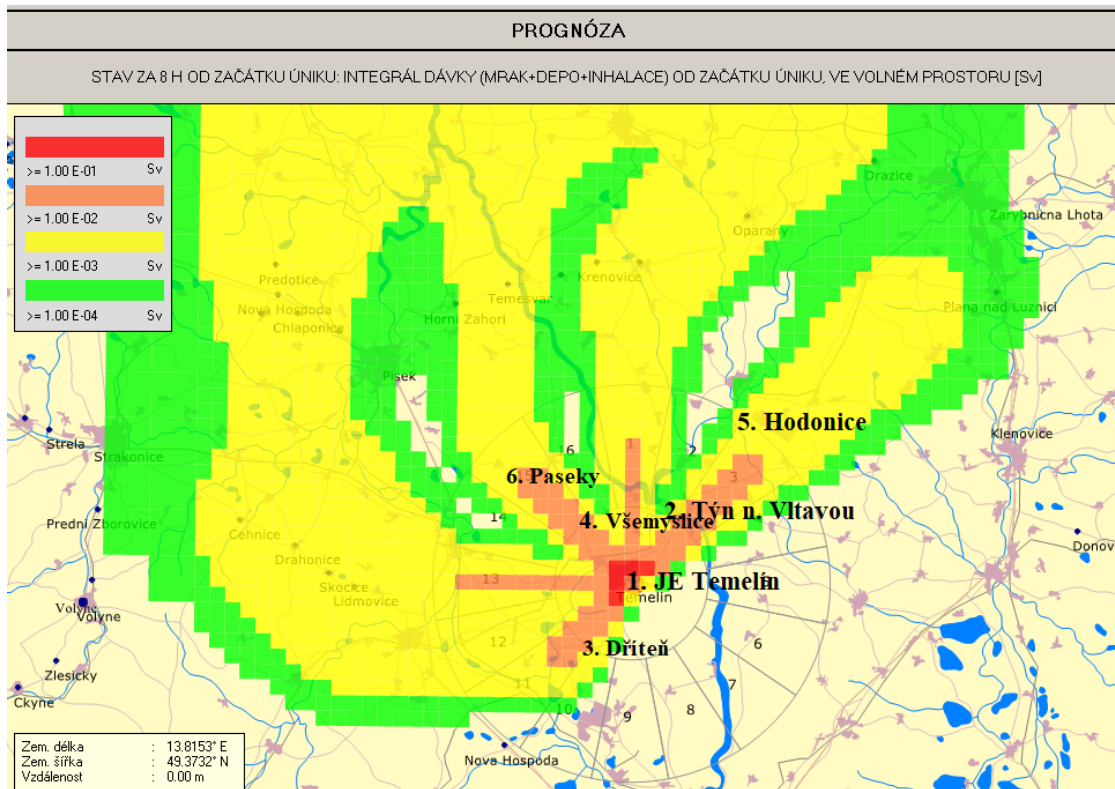 PROGNÓZA
STAV ZA 8 H OD ZAČÁTKU ÚNIKU: INTEGRÁL DÁVKY (MRAK+DEPO+INHALACE) OD ZAČÁTKU ÚNIKU, VE VOLNÉM PROSTORU [Sv]
>= 1.00 E-01 Sv
>= 1.00 E-02 Sv
>= 1.00 E-03 Sv
>= 1.00 E-04 Sv
Drazice
Zarybnicna Lhota
Oparany
Predotice
Krenovice
Temesvar
Nova Hospoda
Chlaponice
Horni Zahori
Plana nad Luznici
Pisek
5. Hodonice
Klenovice
Strela
Strakonice
16
1
2
6. Paseky
15
3
14
4. Všemyslice
2. Týn n. Vltavou
Predni Zborovice
Cehnice
Drahonice
Donov
13
1. JE Temelín
Skocice
Lidmovice
Temelin
Volyne
Volyne
12
3. Dříteň
6
Zlesicky
11
7
Ckyne
10
9
8
Nova Hospoda
Zem. délka : 13.8153° E
Zem. šířka : 49.3732° N
Vzdálenost : 0.00 m